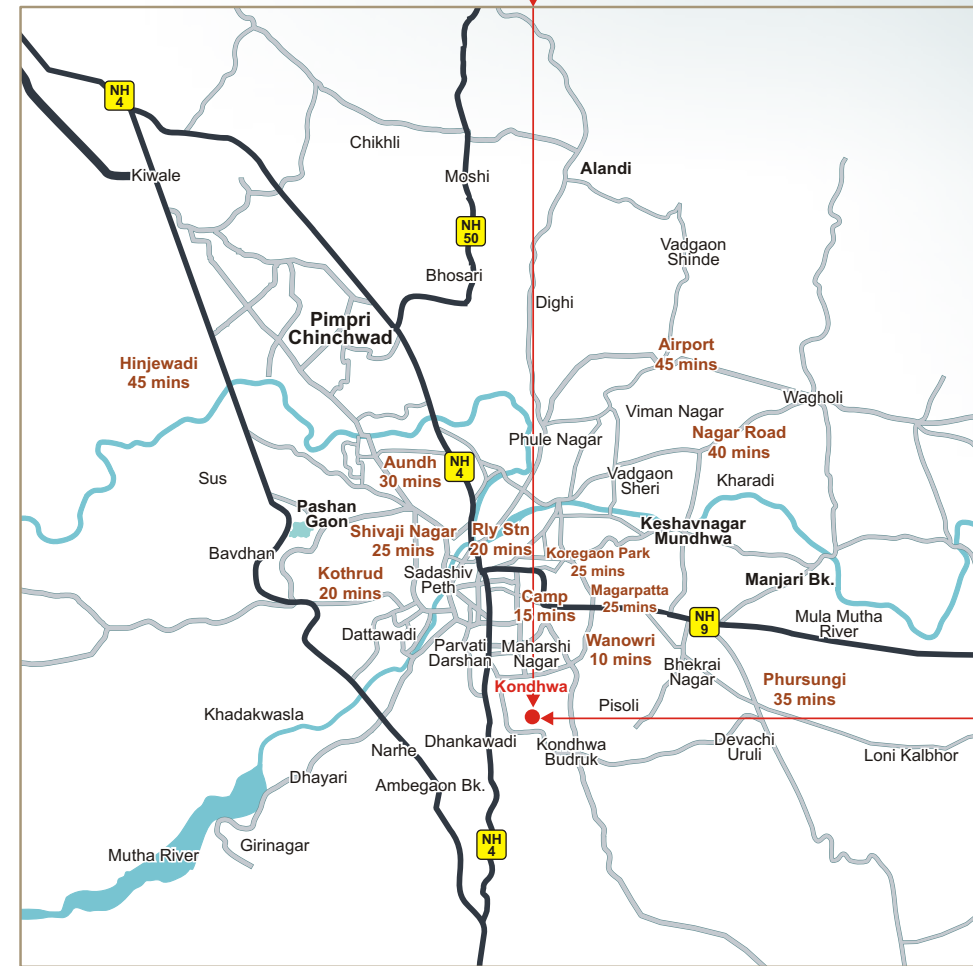 NH
4
Chikhli
Kiwale
Moshi
Alandi
NH
50
Vadgaon
Shinde
Bhosari
Dighi
Pimpri
Chinchwad
Airport
45 mins
Hinjewadi
45 mins
Wagholi
Viman Nagar
Phule Nagar
Nagar Road
40 mins
Aundh
30 mins
NH
4
Sus
Vadgaon
Sheri
Kharadi
Pashan
Gaon
Shivaji Nagar
25 mins
Rly Stn
20 mins
Keshavnagar
Mundhwa
Bavdhan
Koregaon Park
25 mins
Kothrud
20 mins
Sadashiv
Peth
Manjari Bk.
Camp
15 mins
Magarpatta
25 mins
NH
9
Mula Mutha
River
Dattawadi
Parvati
Darshan
Maharshi
Nagar
Wanowri
10 mins
Bhekrai
Nagar
Phursungi
35 mins
Kondhwa
Pisoli
Khadakwasla
Narhe
Dhankawadi
Kondhwa
Budruk
Devachi
Uruli
Loni Kalbhor
Dhayari
Ambegaon Bk.
NH
4
Girinagar
Mutha River